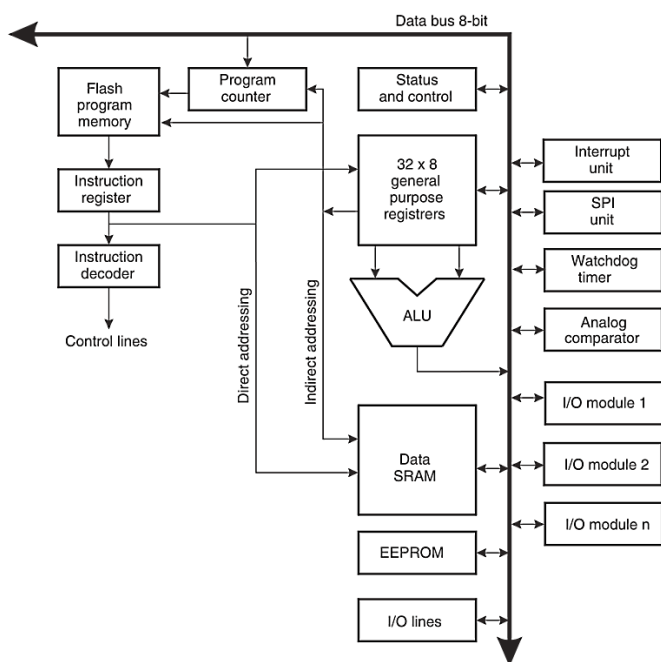 Data bus 8-bit
Flash
program
memory
Program
counter
Status
and control
Instruction
register
32 x 8
general
purpose
registrers
Interrupt
unit
SPI
unit
Instruction
decoder
Watchdog
timer
Control lines
Direct addressing
Indirect addressing
ALU
Analog
comparator
I/O module 1
Data
SRAM
I/O module 2
I/O module n
EEPROM
I/O lines